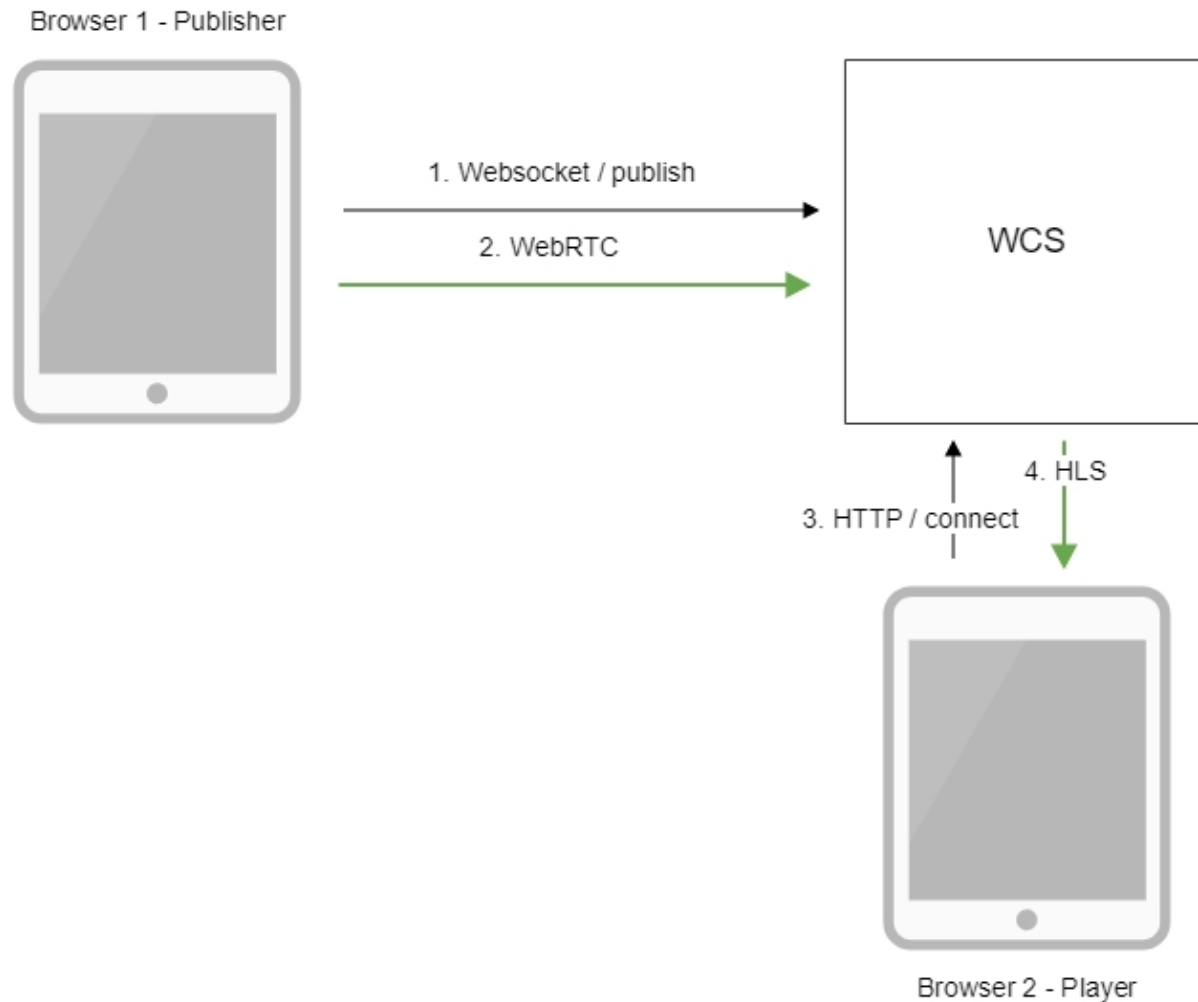 Browser 1 - Publisher
1. Websocket / publish
2. WebRTC
WCS
4. HLS
3. HTTP / connect
Browser 2 - Player